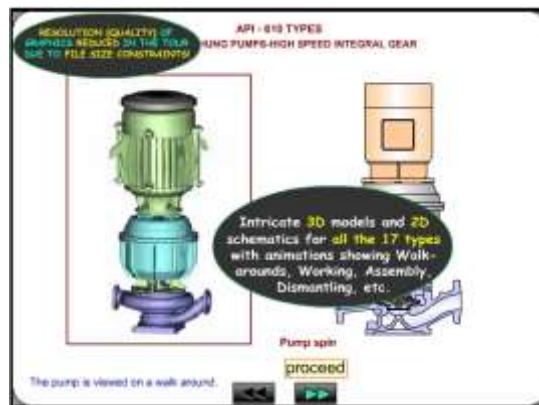 RESOLUTION (QUALITY) OF
GRAPHICS REDUCED IN THE TOUR
DUE TO FILE SIZE CONSTRAINTS!
API - 610 TYPES
HUNG PUMPS-HIGH SPEED INTEGRAL GEAR
Intricate 3D models and 2D
schematics for all the 17 types
with animations showing Walk-
arounds, Working, Assembly,
Dismantling, etc.
Pump spin
proceed
The pump is viewed on a walk around.